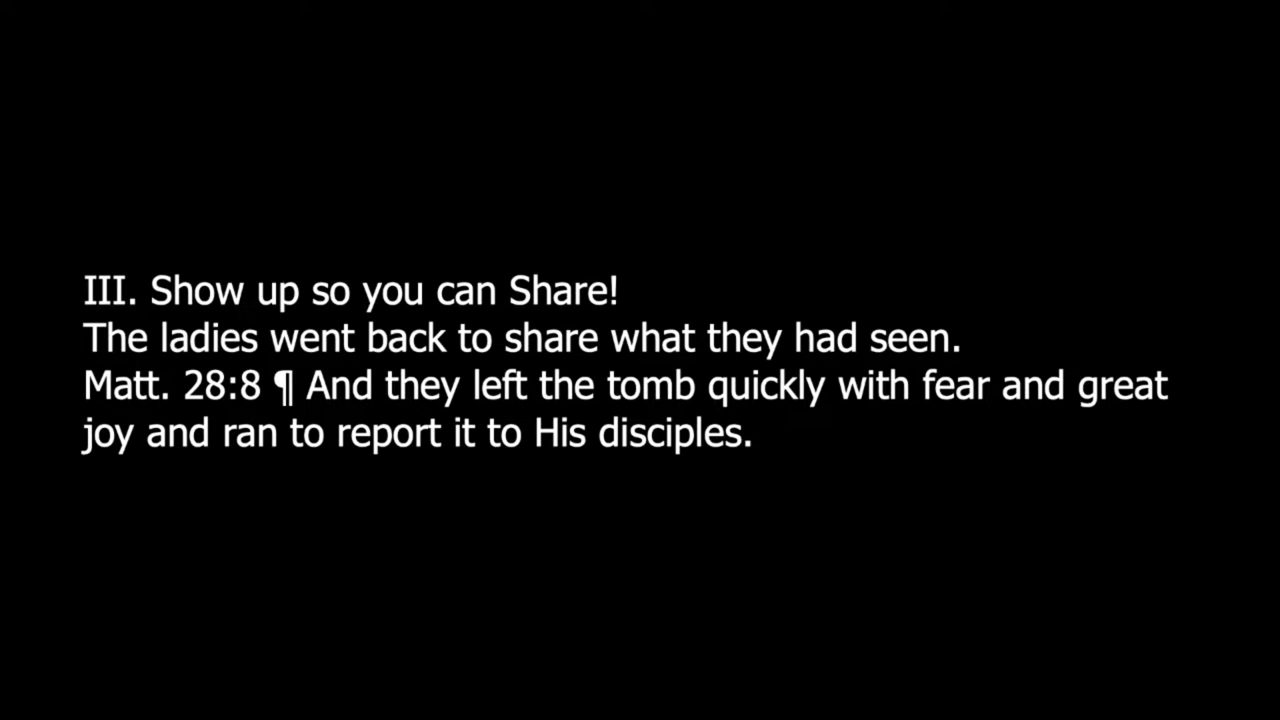 III. Show up so you can Share!
The ladies went back to share what they had seen.
Matt. 28:8 ¶ And they left the tomb quickly with fear and great
joy and ran to report it to His disciples.